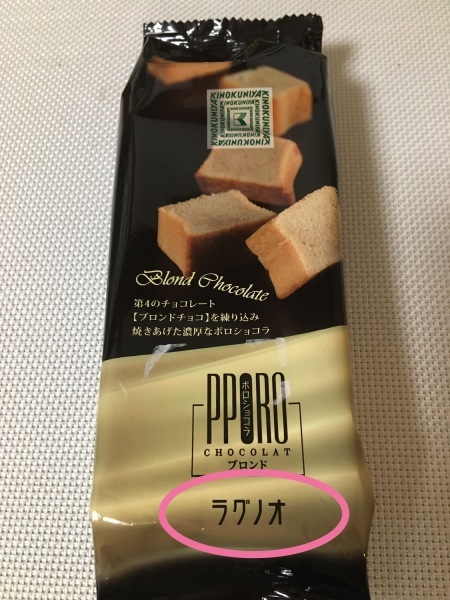 KINOKUNIYA
KINOKUNIYA
KINOKUNIYA
KINOKUNIYA
Blond Chocolate
第4のチョコレート
【ブロンドチョコ】を練り込み
焼きあげた濃厚なポロショコラ
PPORO
ポロショコラ
CHOCOLAT
ブロンド
ラグノオ